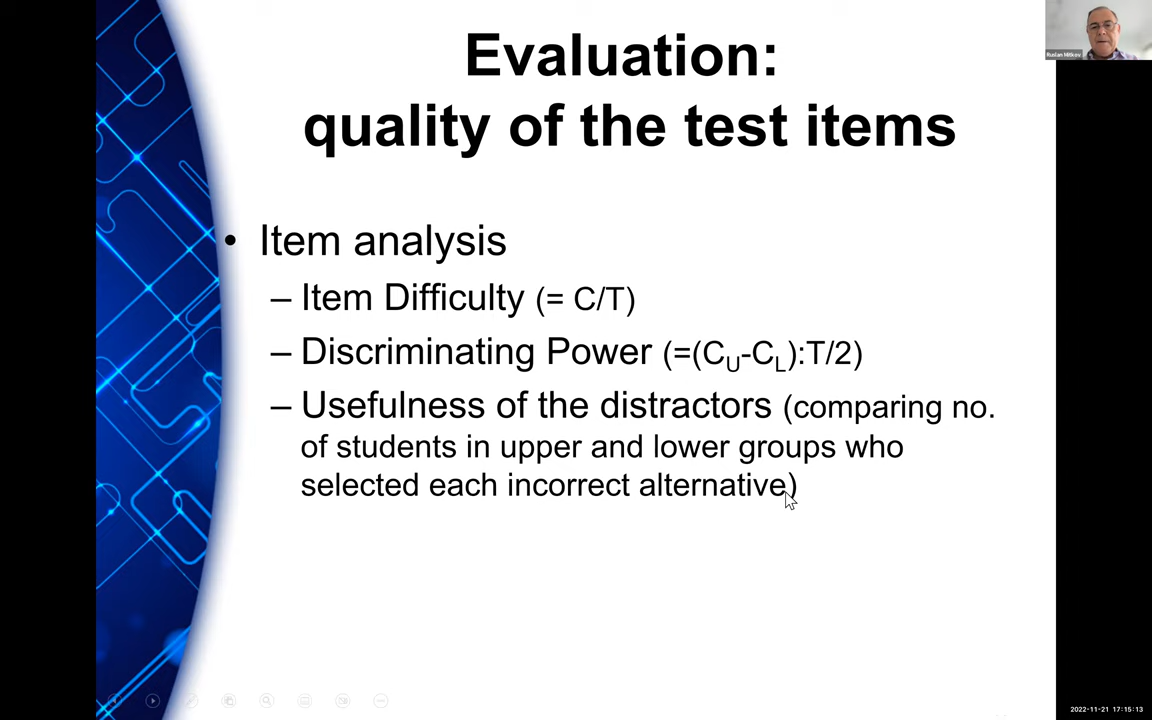 Ruslan Mitkov
Evaluation:
quality of the test items
• Item analysis
– Item Difficulty (= C/T)
– Discriminating Power (=(CU-CL):T/2)
– Usefulness of the distractors (comparing no.
of students in upper and lower groups who
selected each incorrect alternative)
2022-11-21 17:15:13